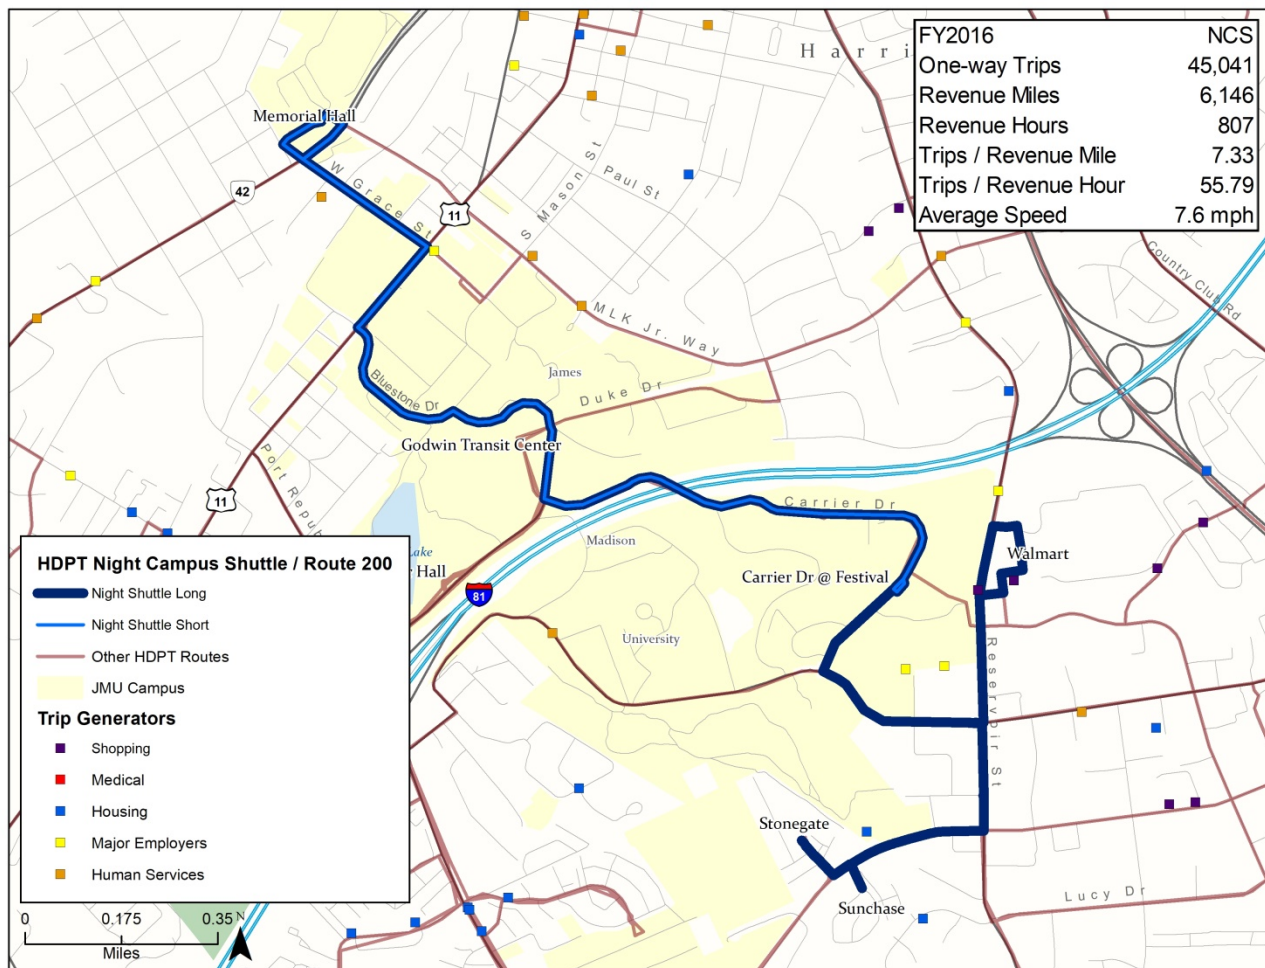 Harri
FY2016 NCS
One-way Trips 45,041
Revenue Miles 6,146
Revenue Hours 807
Trips / Revenue Mile 7.33
Trips / Revenue Hour 55.79
Average Speed 7.6 mph
Memorial Hall
W Grace St
42
11
S Mason St
Paul St
Country Club Rd
MLK Jr. Way
James
Duke Dr
Bluestone Dr
Godwin Transit Center
Port Repub
11
Carrier Dr
Madison
Walmart
Lake
Hall
81
Carrier Dr @ Festival
University
Reservoir St
Stonegate
Sunchase
Lucy Dr
HDPT Night Campus Shuttle / Route 200
Night Shuttle Long
Night Shuttle Short
Other HDPT Routes
JMU Campus
Trip Generators
Shopping
Medical
Housing
Major Employers
Human Services
0 0.175 0.35 N
Miles